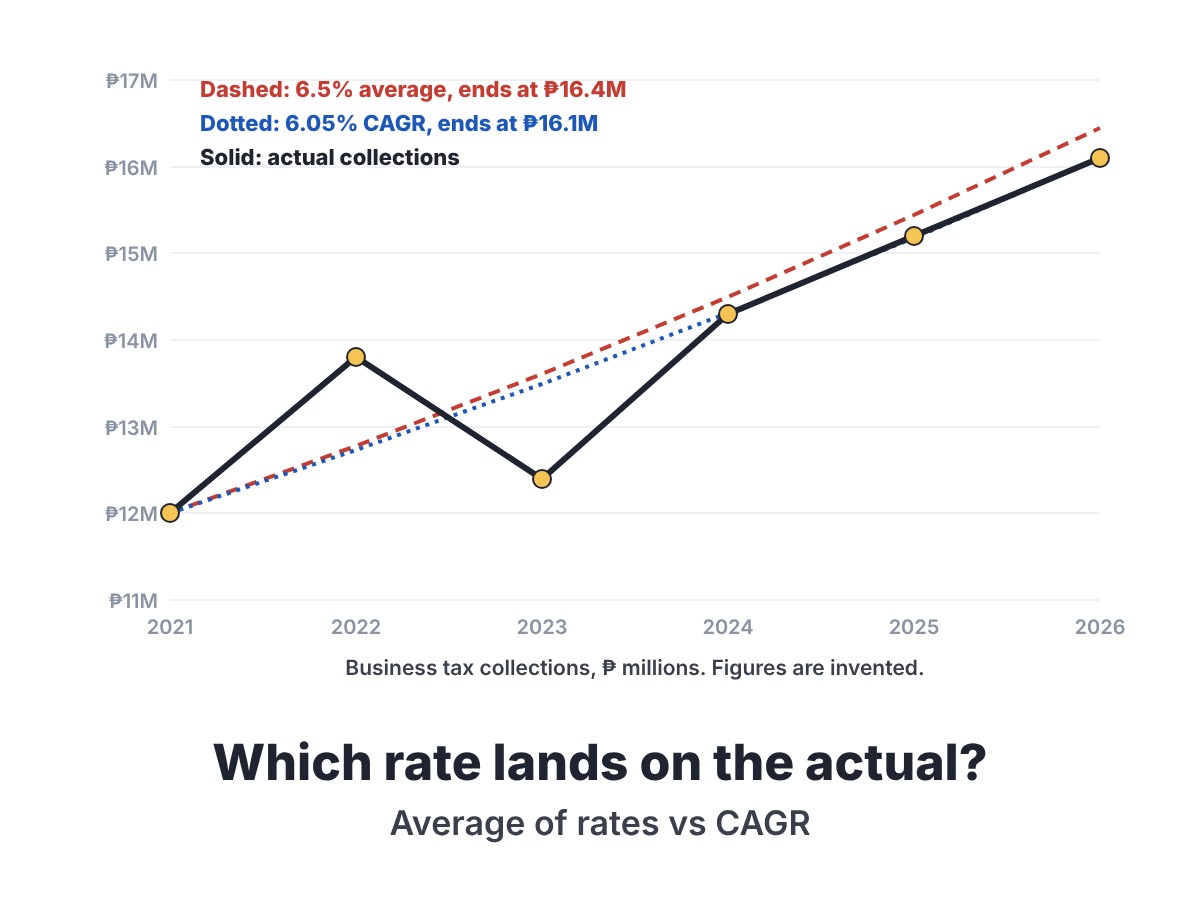 ₱17M
Dashed: 6.5% average, ends at ₱16.4M
Dotted: 6.05% CAGR, ends at ₱16.1M
Solid: actual collections
₱16M
₱15M
₱14M
₱13M
₱12M
₱11M
2021 2022 2023 2024 2025 2026
Business tax collections, ₱ millions. Figures are invented.
Which rate lands on the actual?
Average of rates vs CAGR